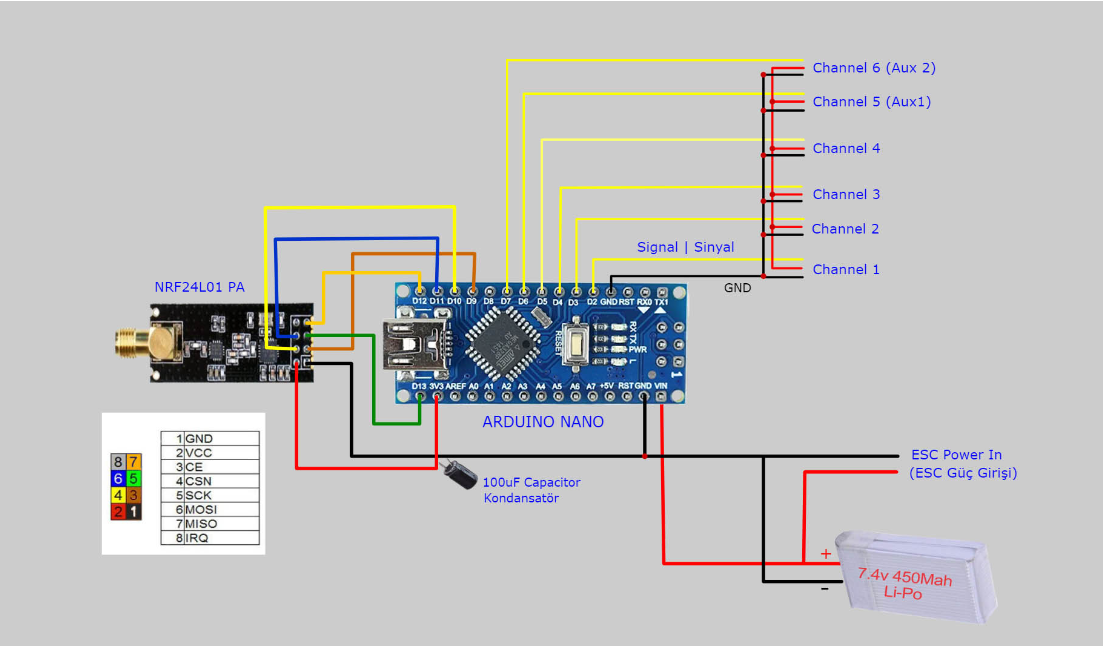 Channel 6 (Aux 2)
Channel 5 (Aux1)
Channel 4
Channel 3
Channel 2
Signal | Sinyal
Channel 1
GND
NRF24L01 PA
D12 D11 D10 D9 D8 D7 D6 D5 D4 D3 D2 GND RST RX0 TX1
RESET
RX
TX
PWR
L
1
D13 3V3 AREF A0 A1 A2 A3 A4 A5 A6 A7 +5V RST GND VIN
ARDUINO NANO
1 GND
2 VCC
3 CE
4 CSN
5 SCK
6 MOSI
7 MISO
8 IRQ
8 7
6 5
4 3
2 1
100uF Capacitor
Kondansatör
ESC Power In
(ESC Güç Girişi)
+
–
7.4v 450Mah
Li-Po